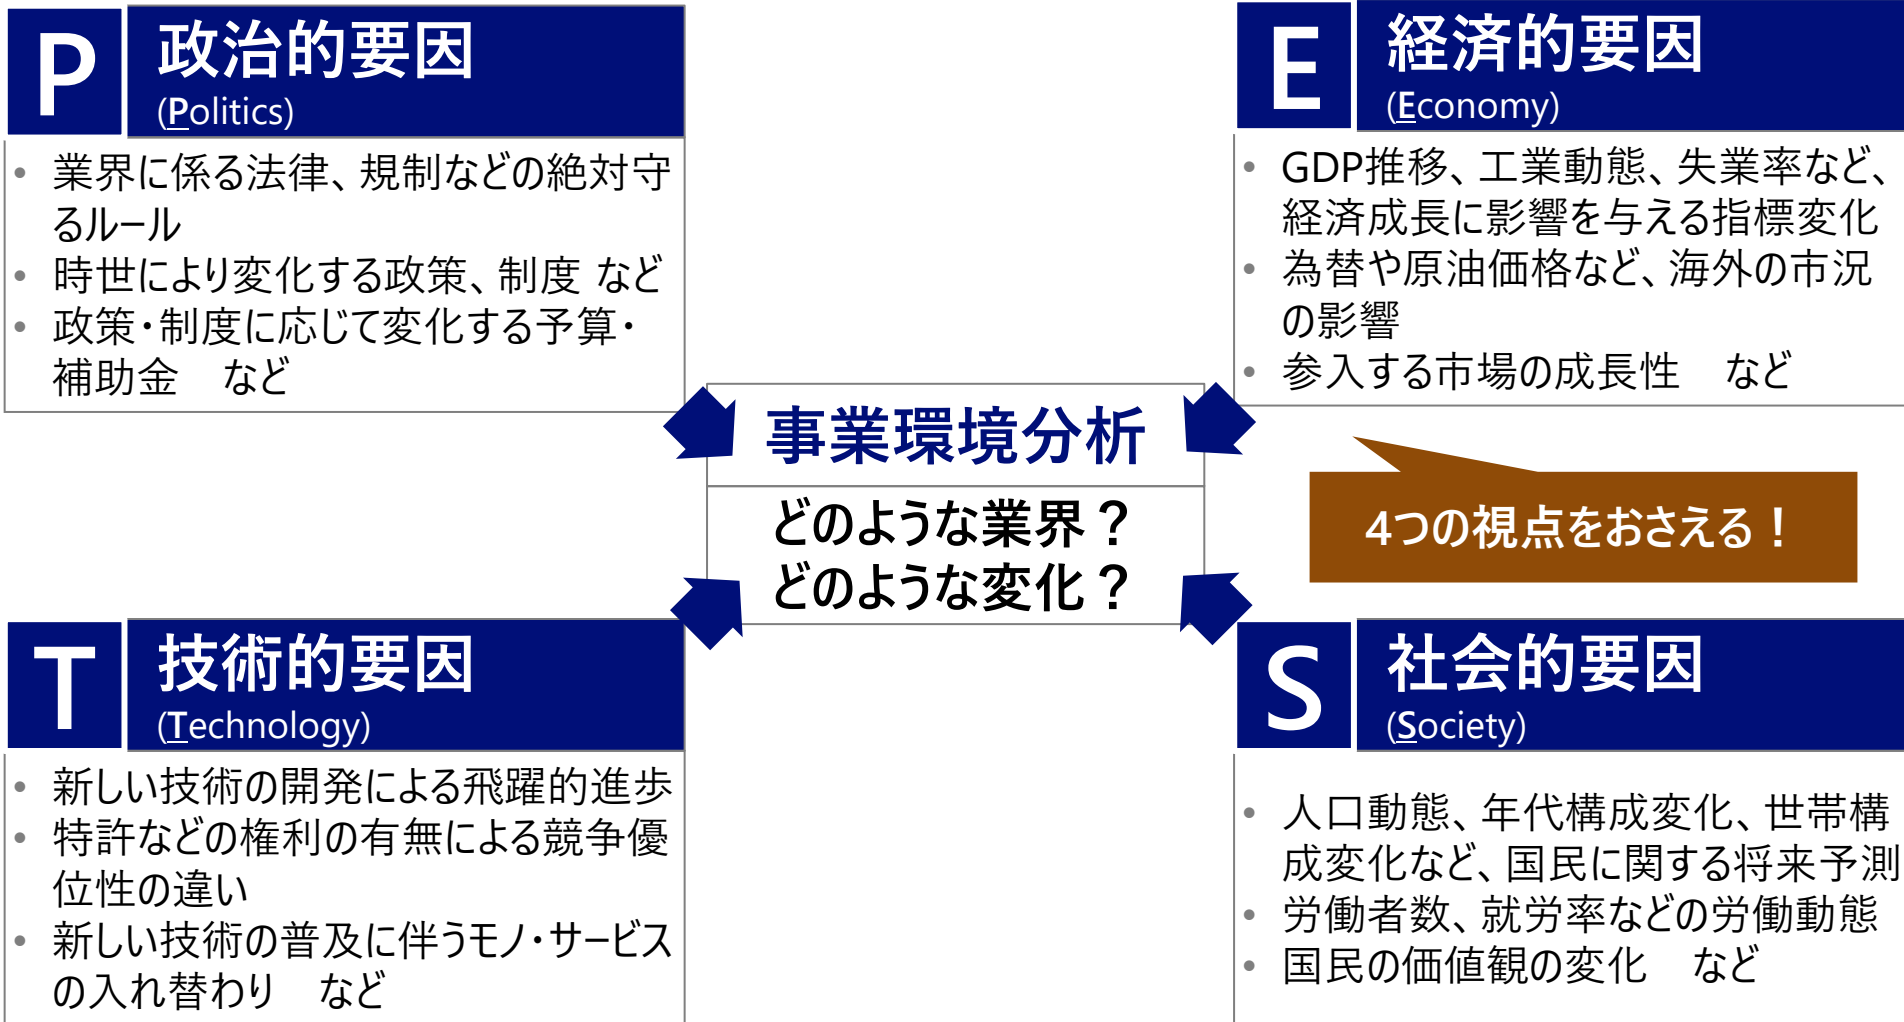 P
政治的要因
(Politics)
• 業界に係る法律、規制などの絶対守
るルール
• 時世により変化する政策、制度 など
• 政策・制度に応じて変化する予算・
補助金　など
E
経済的要因
(Economy)
• GDP推移、工業動態、失業率など、
経済成長に影響を与える指標変化
• 為替や原油価格など、海外の市況
の影響
• 参入する市場の成長性　など
事業環境分析
どのような業界？
どのような変化？
4つの視点をおさえる！
T
技術的要因
(Technology)
• 新しい技術の開発による飛躍的進歩
• 特許などの権利の有無による競争優
位性の違い
• 新しい技術の普及に伴うモノ・サービス
の入れ替わり　など
S
社会的要因
(Society)
• 人口動態、年代構成変化、世帯構
成変化など、国民に関する将来予測
• 労働者数、就労率などの労働動態
• 国民の価値観の変化　など